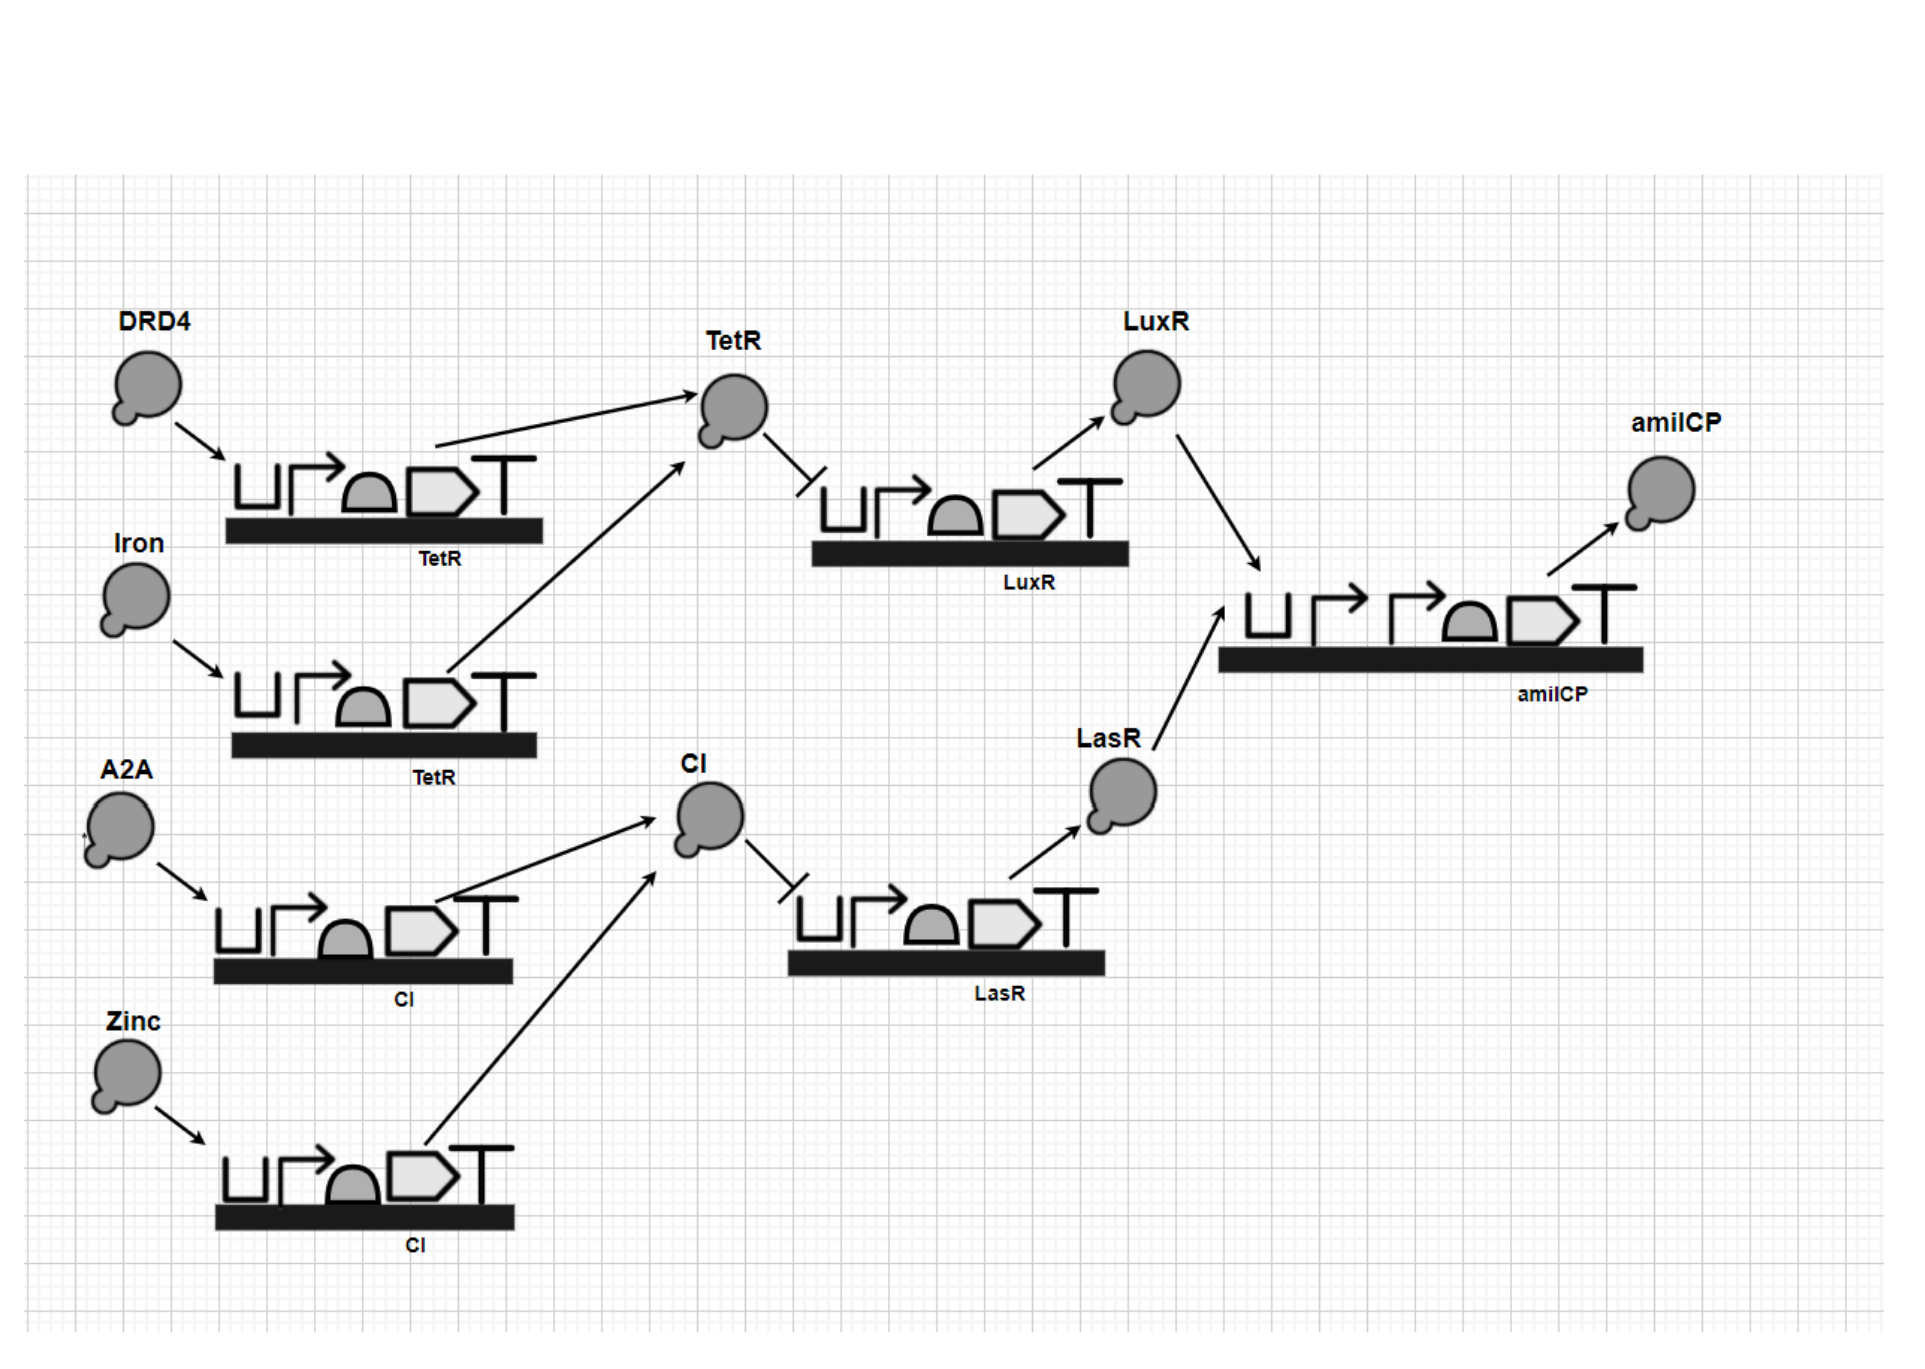 DRD4
TetR
LuxR
amilCP
TetR
Iron
LuxR
TetR
amilCP
A2A
CI
LasR
CI
LasR
Zinc
CI